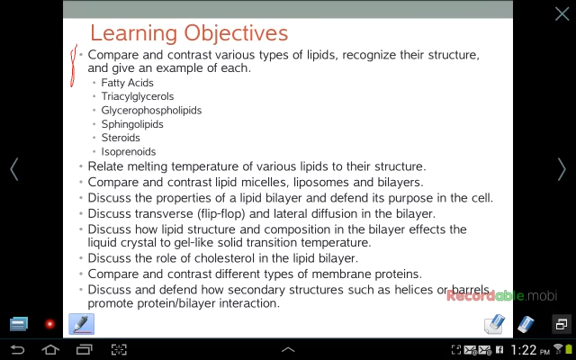 Learning Objectives
• Compare and contrast various types of lipids, recognize their structure,
and give an example of each.
• Fatty Acids
• Triacylglycerols
• Glycerophospholipids
• Sphingolipids
• Steroids
• Isoprenoids
• Relate melting temperature of various lipids to their structure.
• Compare and contrast lipid micelles, liposomes and bilayers.
• Discuss the properties of a lipid bilayer and defend its purpose in the cell.
• Discuss transverse (flip-flop) and lateral diffusion in the bilayer.
• Discuss how lipid structure and composition in the bilayer effects the
liquid crystal to gel-like solid transition temperature.
• Discuss the role of cholesterol in the lipid bilayer.
• Compare and contrast different types of membrane proteins.
• Discuss and defend how secondary structures such as helices or barrels
promote protein/bilayer interaction.
Recordable.mobi
1:22 PM